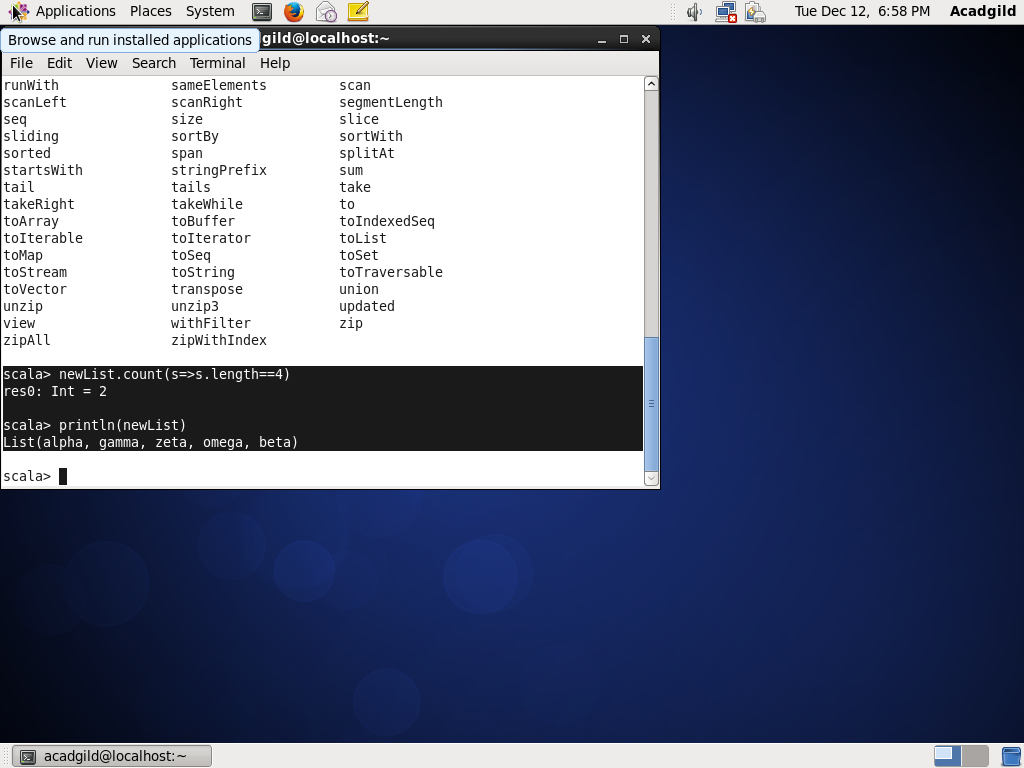 Applications Places System Tue Dec 12, 6:58 PM Acadgild
Browse and run installed applications
gild@localhost:~
File Edit View Search Terminal Help
runWith sameElements scan
scanLeft scanRight segmentLength
seq size slice
sliding sortBy sortWith
sorted span splitAt
startsWith stringPrefix sum
tail tails take
takeRight takeWhile to
toArray toBuffer toIndexedSeq
toIterable toIterator toList
toMap toSeq toSet
toStream toString toTraversable
toVector transpose union
unzip unzip3 updated
view withFilter zip
zipAll zipWithIndex
scala> newList.count(s=>s.length==4)
res0: Int = 2
scala> println(newList)
List(alpha, gamma, zeta, omega, beta)
scala>
acadgild@localhost:~